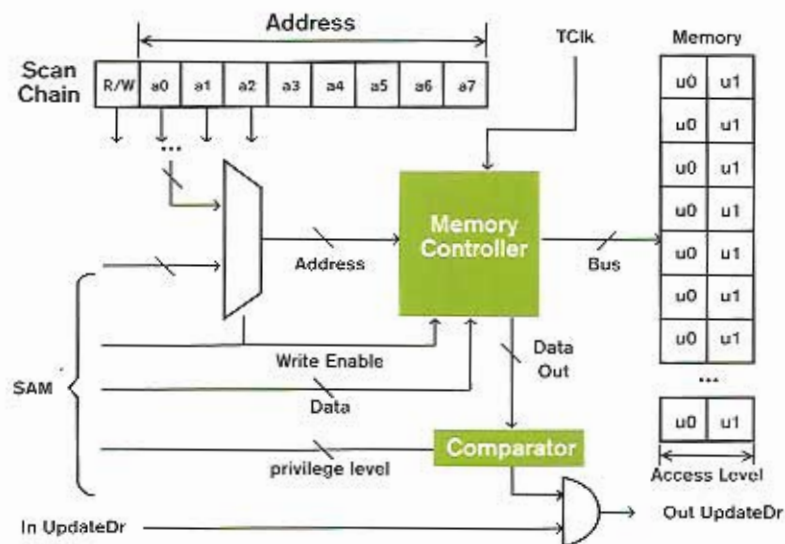 Address
TClk
Memory
Scan Chain
R/W a0 a1 a2 a3 a4 a5 a6 a7
u0 u1
u0 u1
u0 u1
u0 u1
u0 u1
u0 u1
u0 u1
...
u0 u1
Access Level
...
Memory Controller
Address
Bus
Write Enable
Data Out
SAM
Data
privilege level
Comparator
In UpdateDr
Out UpdateDr